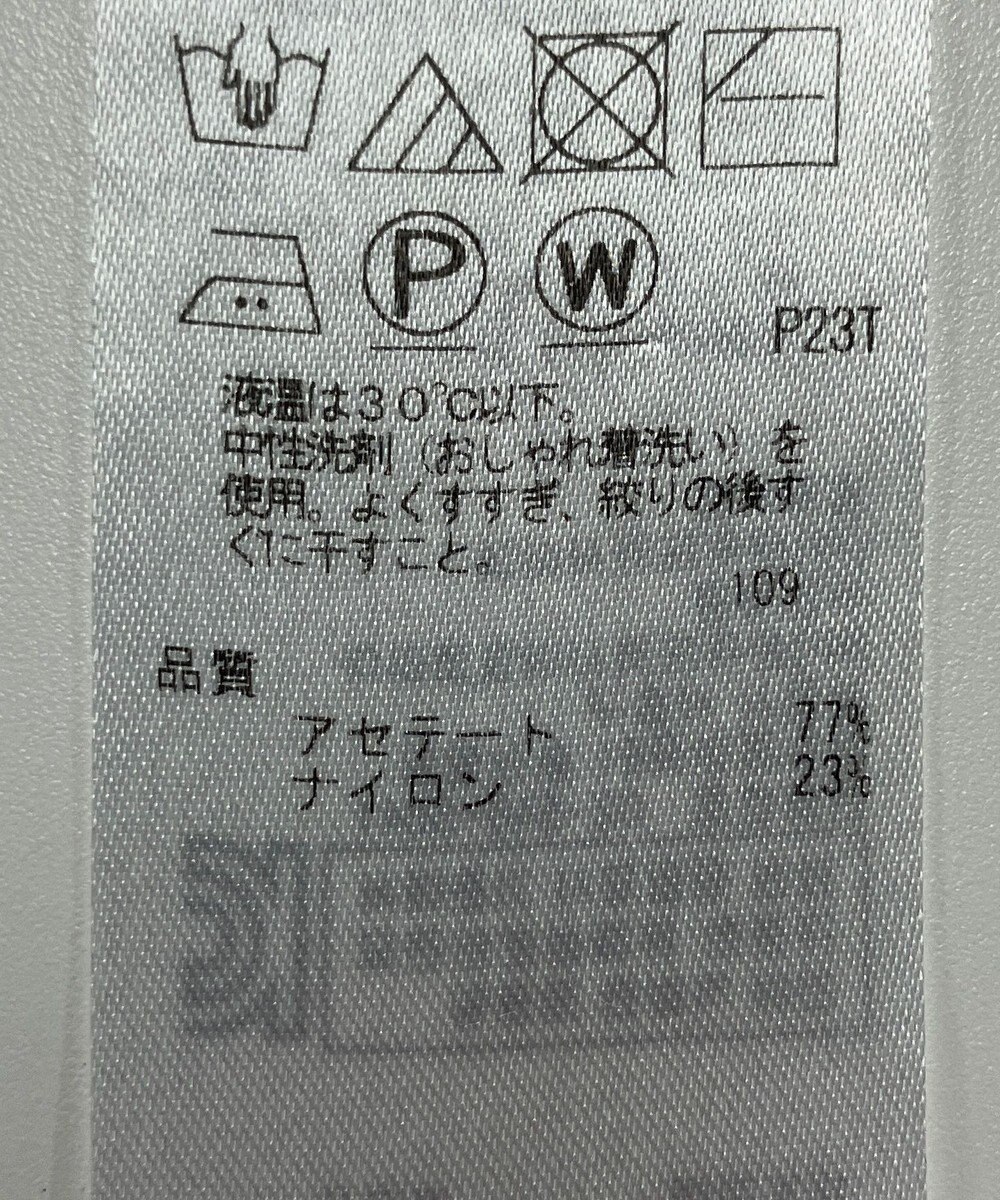 P W
P23T
液温は30℃以下。
中性洗剤(おしゃれ着洗い)を
使用。よくすすぎ、絞りの後す
ぐに干すこと。
109
品質
アセテート 77%
ナイロン 23%